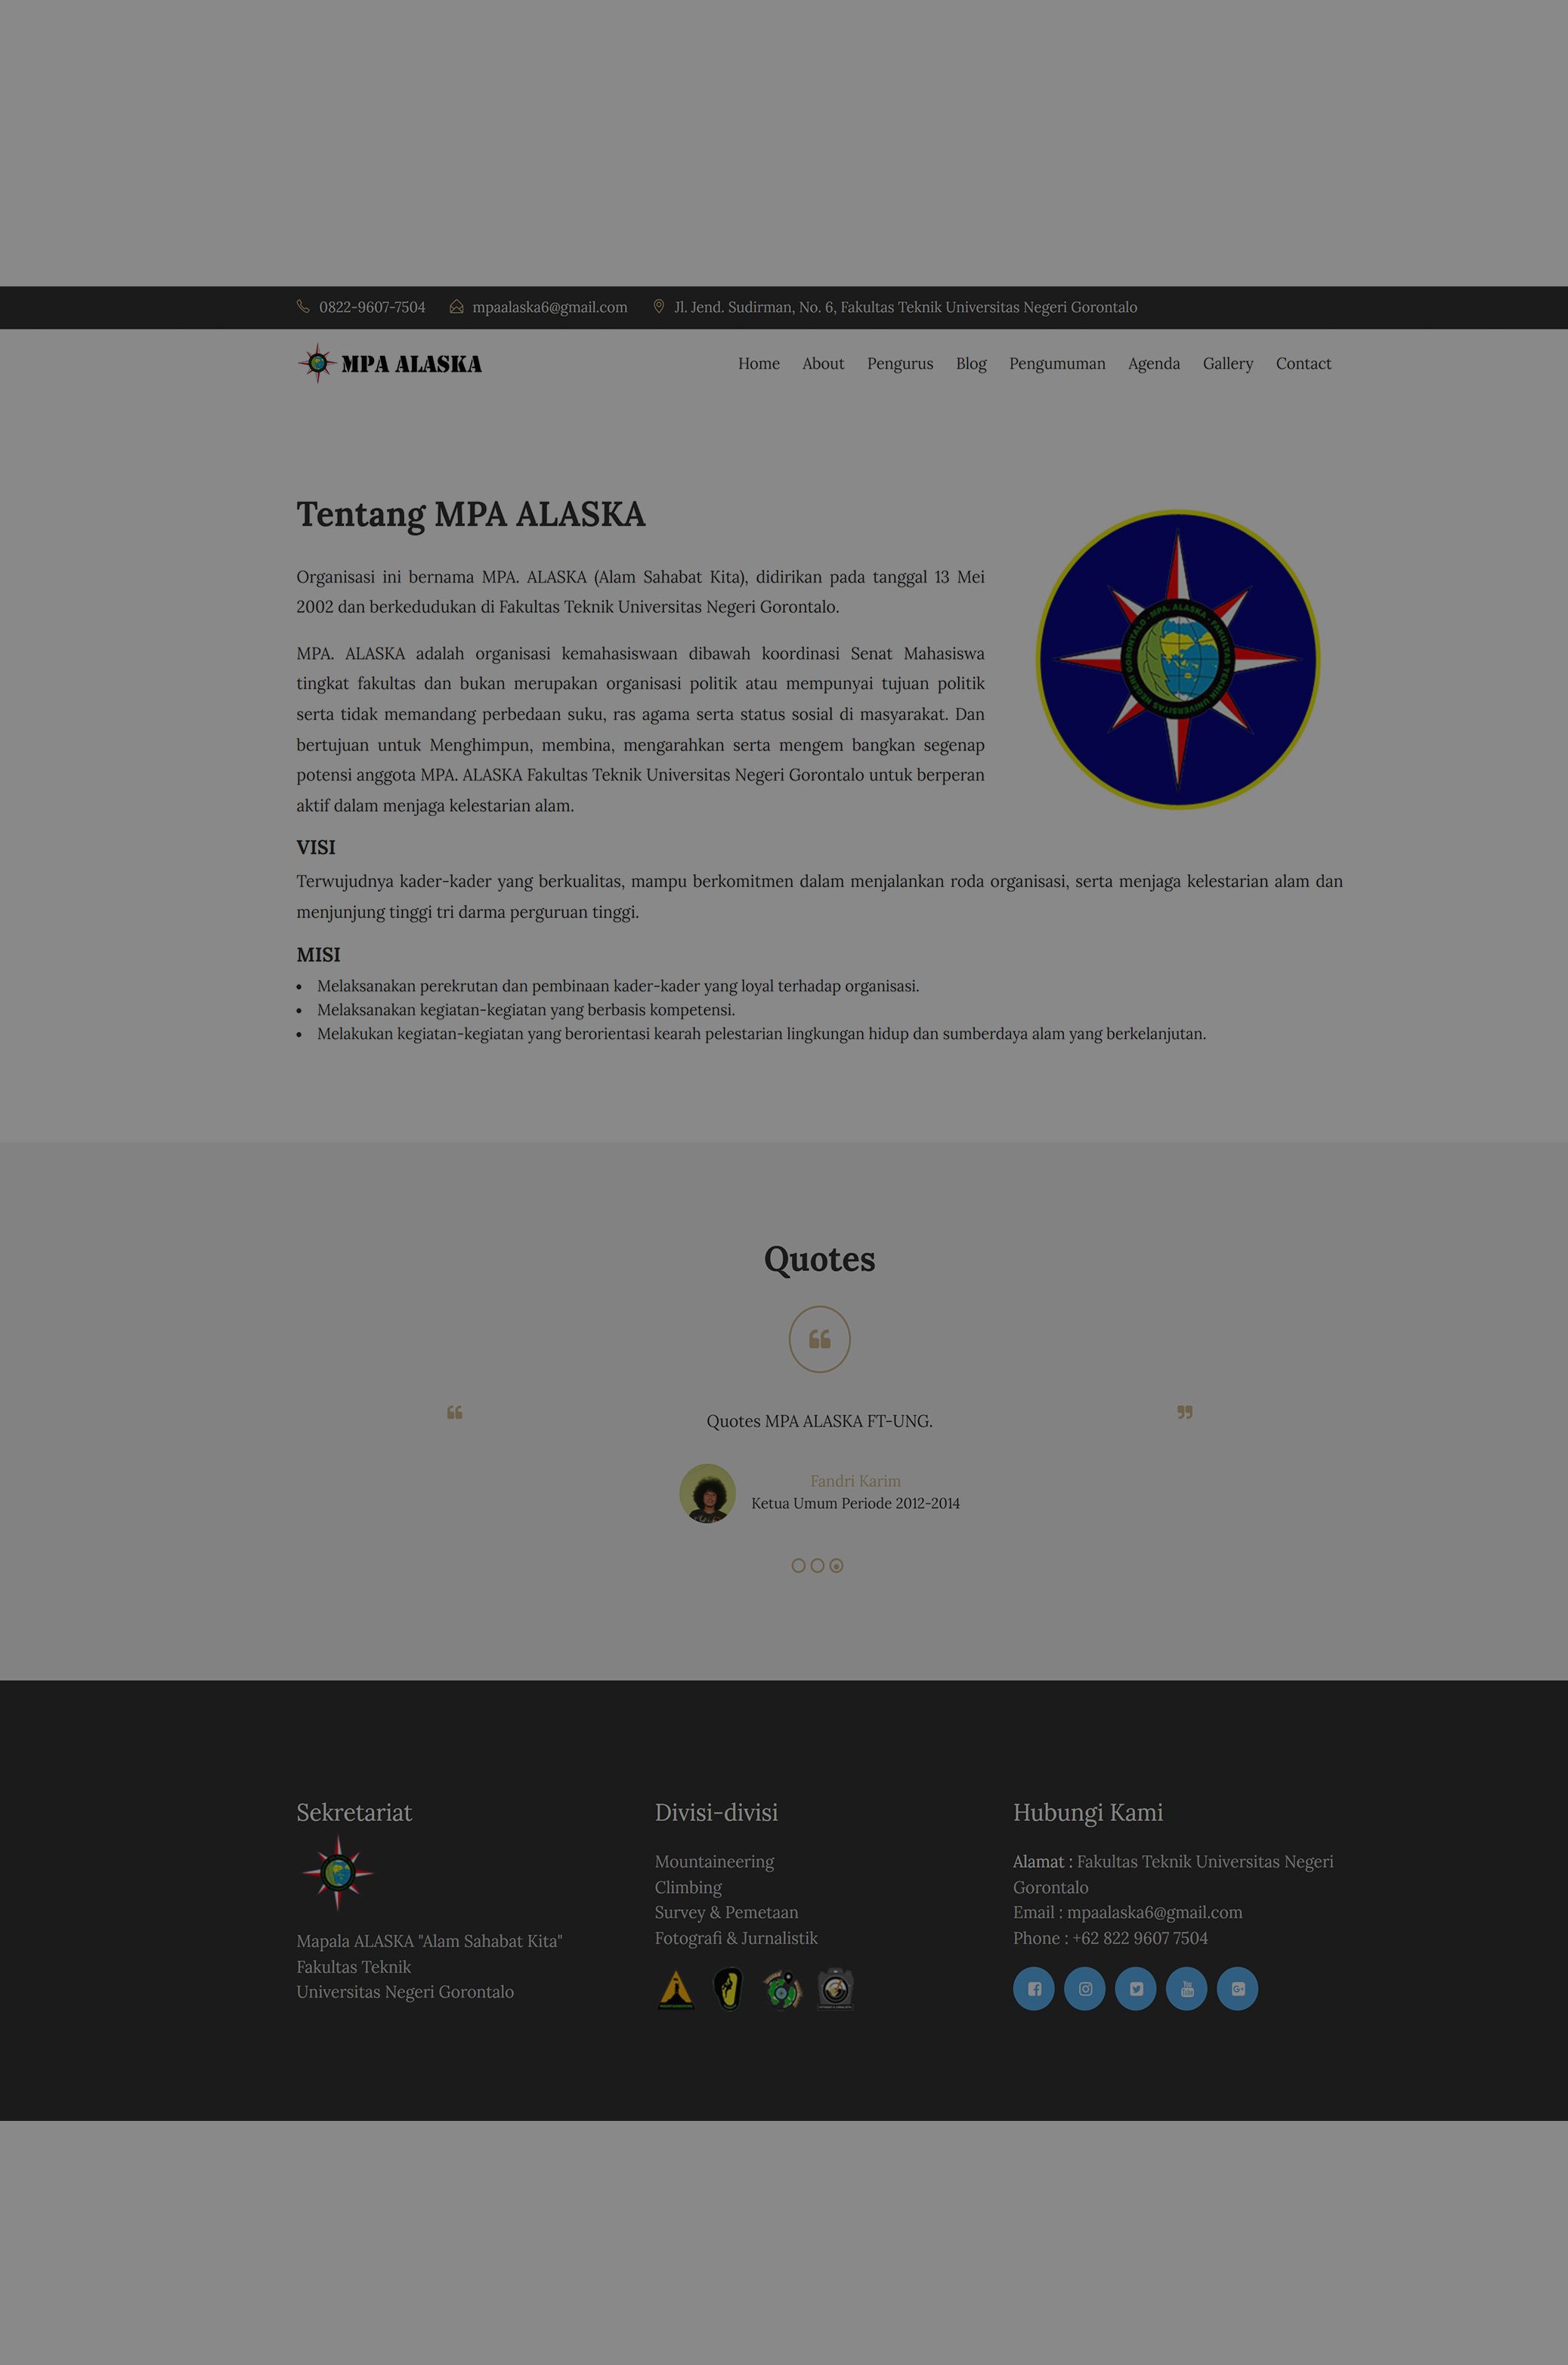 0822-9607-7504 mpaalaska6@gmail.com Jl. Jend. Sudirman, No. 6, Fakultas Teknik Universitas Negeri Gorontalo
MPA ALASKA
Home About Pengurus Blog Pengumuman Agenda Gallery Contact
Tentang MPA ALASKA
Organisasi ini bernama MPA. ALASKA (Alam Sahabat Kita), didirikan pada tanggal 13 Mei
2002 dan berkedudukan di Fakultas Teknik Universitas Negeri Gorontalo.
MPA. ALASKA adalah organisasi kemahasiswaan dibawah koordinasi Senat Mahasiswa
tingkat fakultas dan bukan merupakan organisasi politik atau mempunyai tujuan politik
serta tidak memandang perbedaan suku, ras agama serta status sosial di masyarakat. Dan
bertujuan untuk Menghimpun, membina, mengarahkan serta mengem bangkan segenap
potensi anggota MPA. ALASKA Fakultas Teknik Universitas Negeri Gorontalo untuk berperan
aktif dalam menjaga kelestarian alam.
MPA. ALASKA - FAKULTAS TEKNIK UNIVERSITAS NEGERI GORONTALO
VISI
Terwujudnya kader-kader yang berkualitas, mampu berkomitmen dalam menjalankan roda organisasi, serta menjaga kelestarian alam dan
menjunjung tinggi tri darma perguruan tinggi.
MISI
• Melaksanakan perekrutan dan pembinaan kader-kader yang loyal terhadap organisasi.
• Melaksanakan kegiatan-kegiatan yang berbasis kompetensi.
• Melakukan kegiatan-kegiatan yang berorientasi kearah pelestarian lingkungan hidup dan sumberdaya alam yang berkelanjutan.
Quotes
Quotes MPA ALASKA FT-UNG.
Fandri Karim
Ketua Umum Periode 2012-2014
Sekretariat
Mapala ALASKA "Alam Sahabat Kita"
Fakultas Teknik
Universitas Negeri Gorontalo
Divisi-divisi
Mountaineering
Climbing
Survey & Pemetaan
Fotografi & Jurnalistik
Hubungi Kami
Alamat : Fakultas Teknik Universitas Negeri
Gorontalo
Email : mpaalaska6@gmail.com
Phone : +62 822 9607 7504